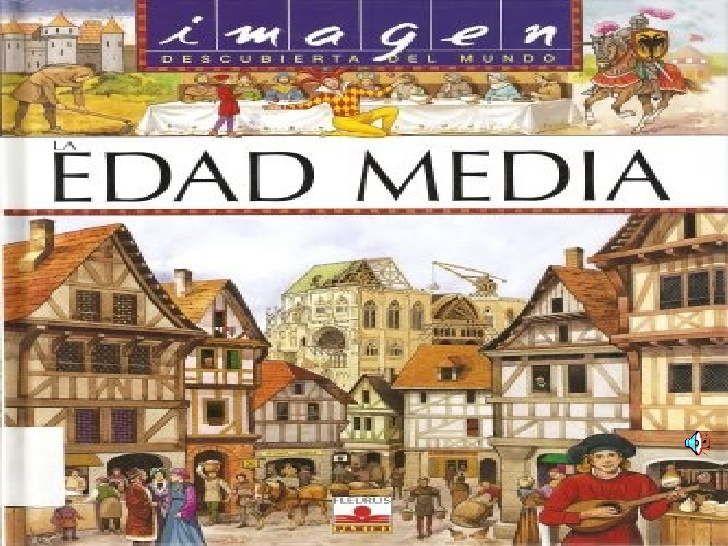 imagen
DESCUBIERTA DEL MUNDO
LA
EDAD MEDIA
FLEURUS
PANINI